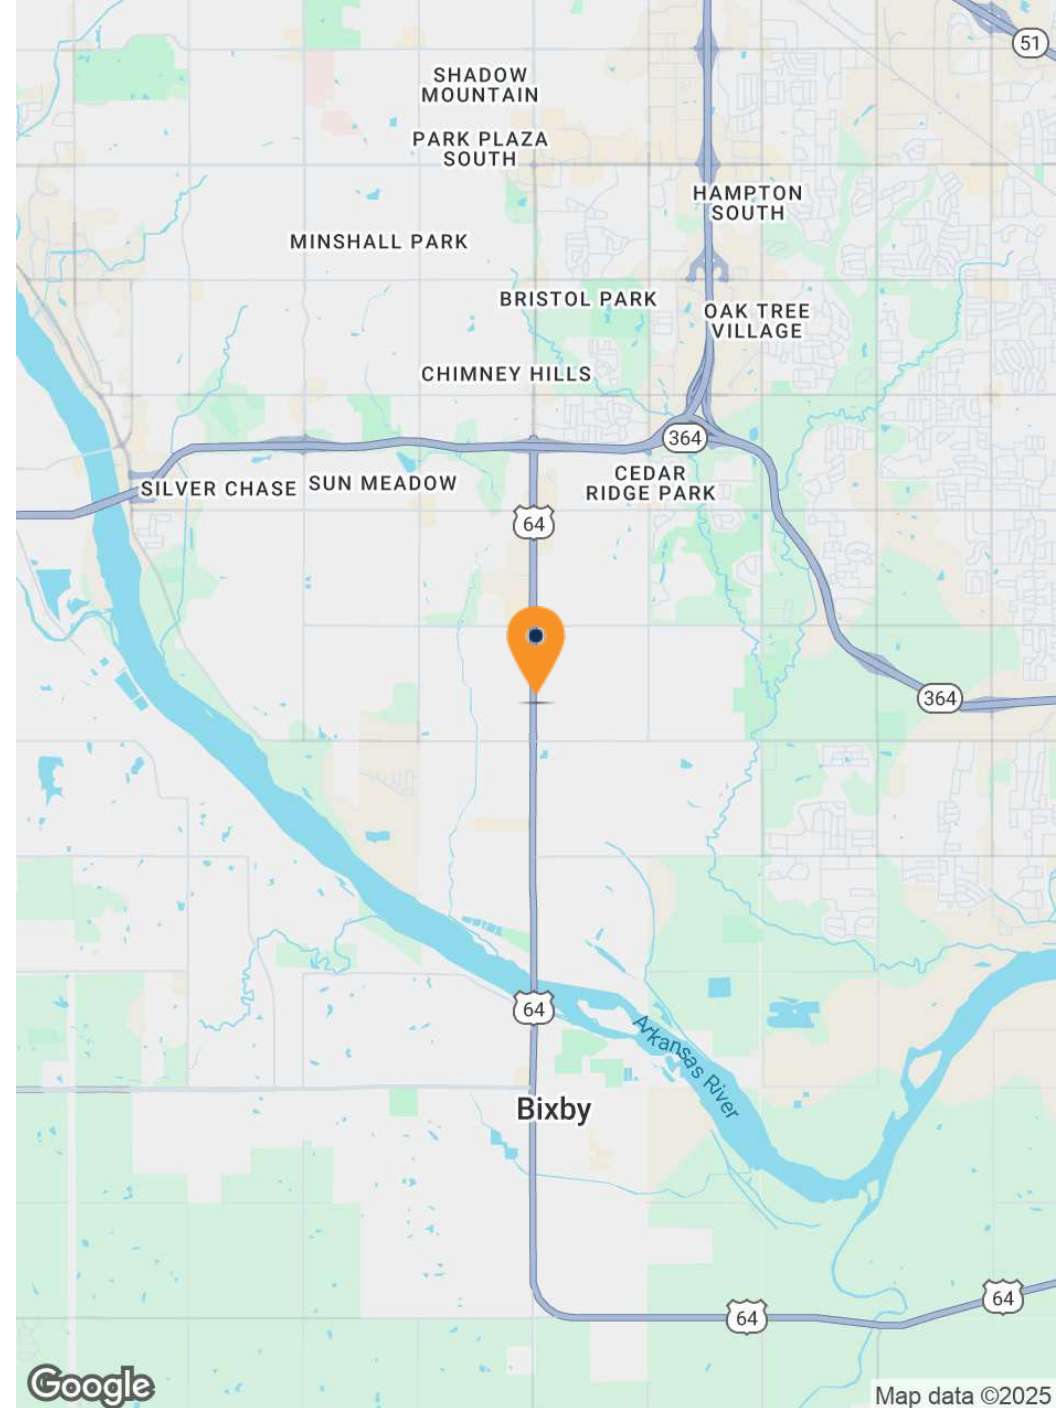 51
SHADOW
MOUNTAIN
PARK PLAZA
SOUTH
HAMPTON
SOUTH
MINSHALL PARK
BRISTOL PARK
OAK TREE
VILLAGE
CHIMNEY HILLS
364
CEDAR
RIDGE PARK
SILVER CHASE
SUN MEADOW
64
364
64
Arkansas River
Bixby
64
64
Google
Map data ©2025